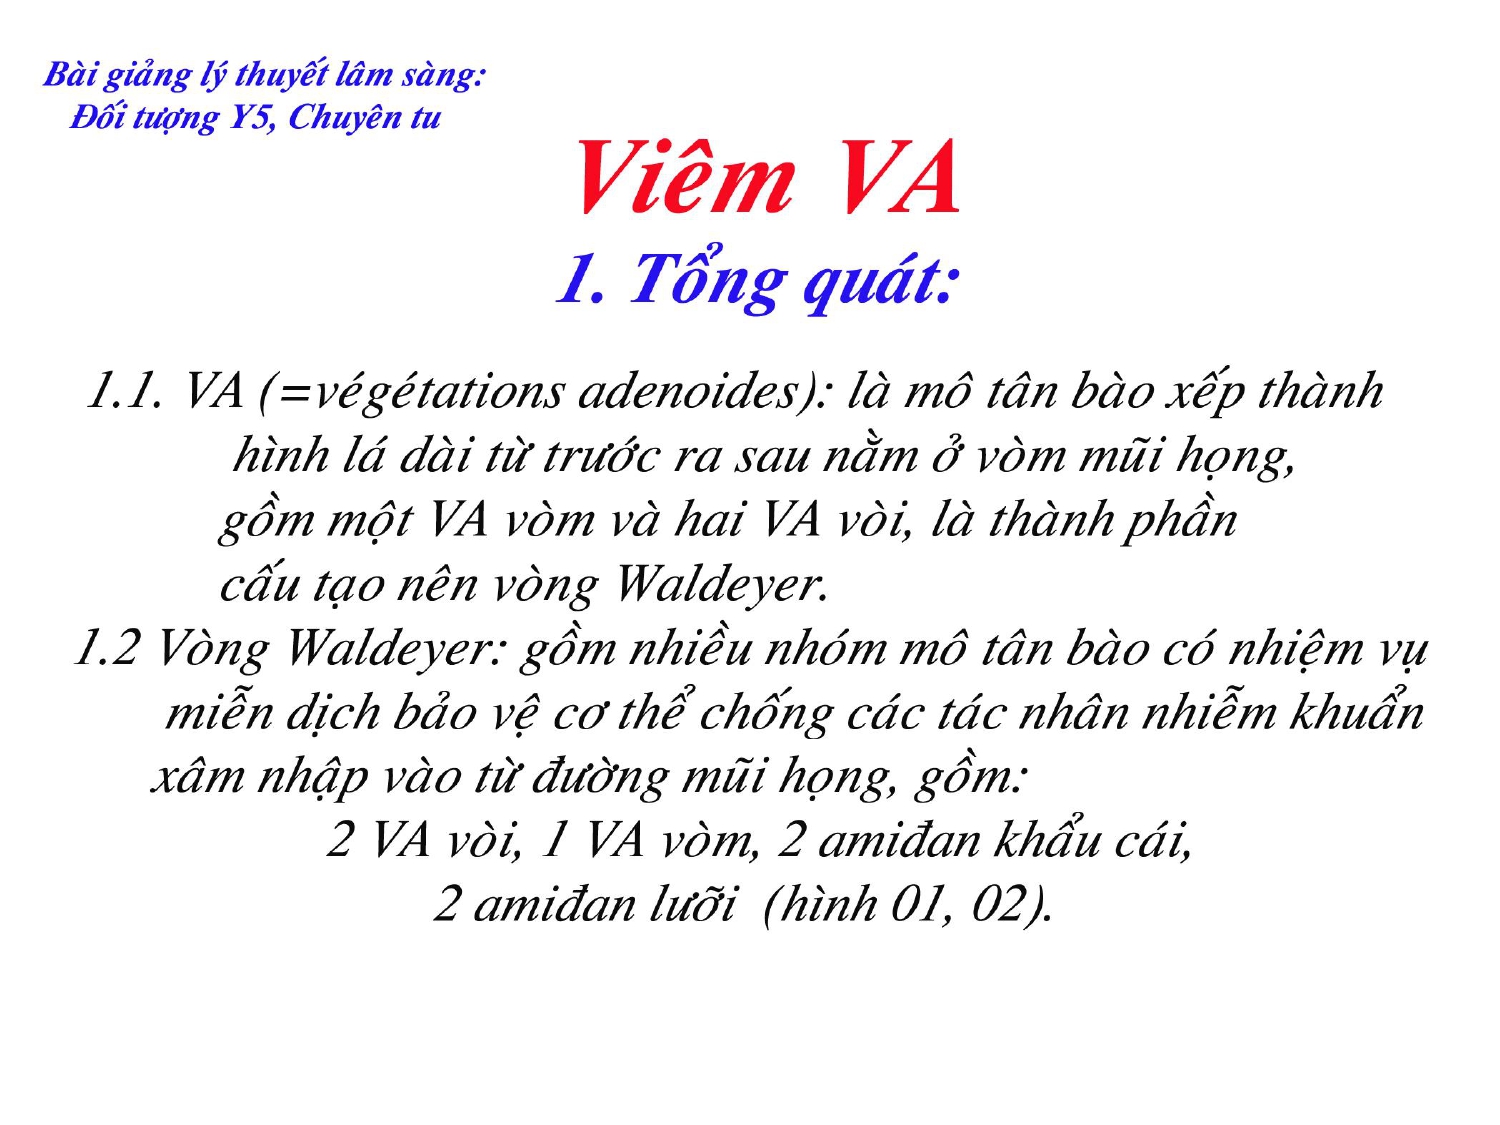 Bài giảng lý thuyết lâm sàng:
Đối tượng Y5, Chuyên tu
Viêm VA
1. Tổng quát:
1.1. VA (=végétations adenoides): là mô tân bào xếp thành
hình lá dài từ trước ra sau nằm ở vòm mũi họng,
gồm một VA vòm và hai VA vòi, là thành phần
cấu tạo nên vòng Waldeyer.
1.2 Vòng Waldeyer: gồm nhiều nhóm mô tân bào có nhiệm vụ
miễn dịch bảo vệ cơ thể chống các tác nhân nhiễm khuẩn
xâm nhập vào từ đường mũi họng, gồm:
2 VA vòi, 1 VA vòm, 2 amiđan khẩu cái,
2 amiđan lưỡi (hình 01, 02).